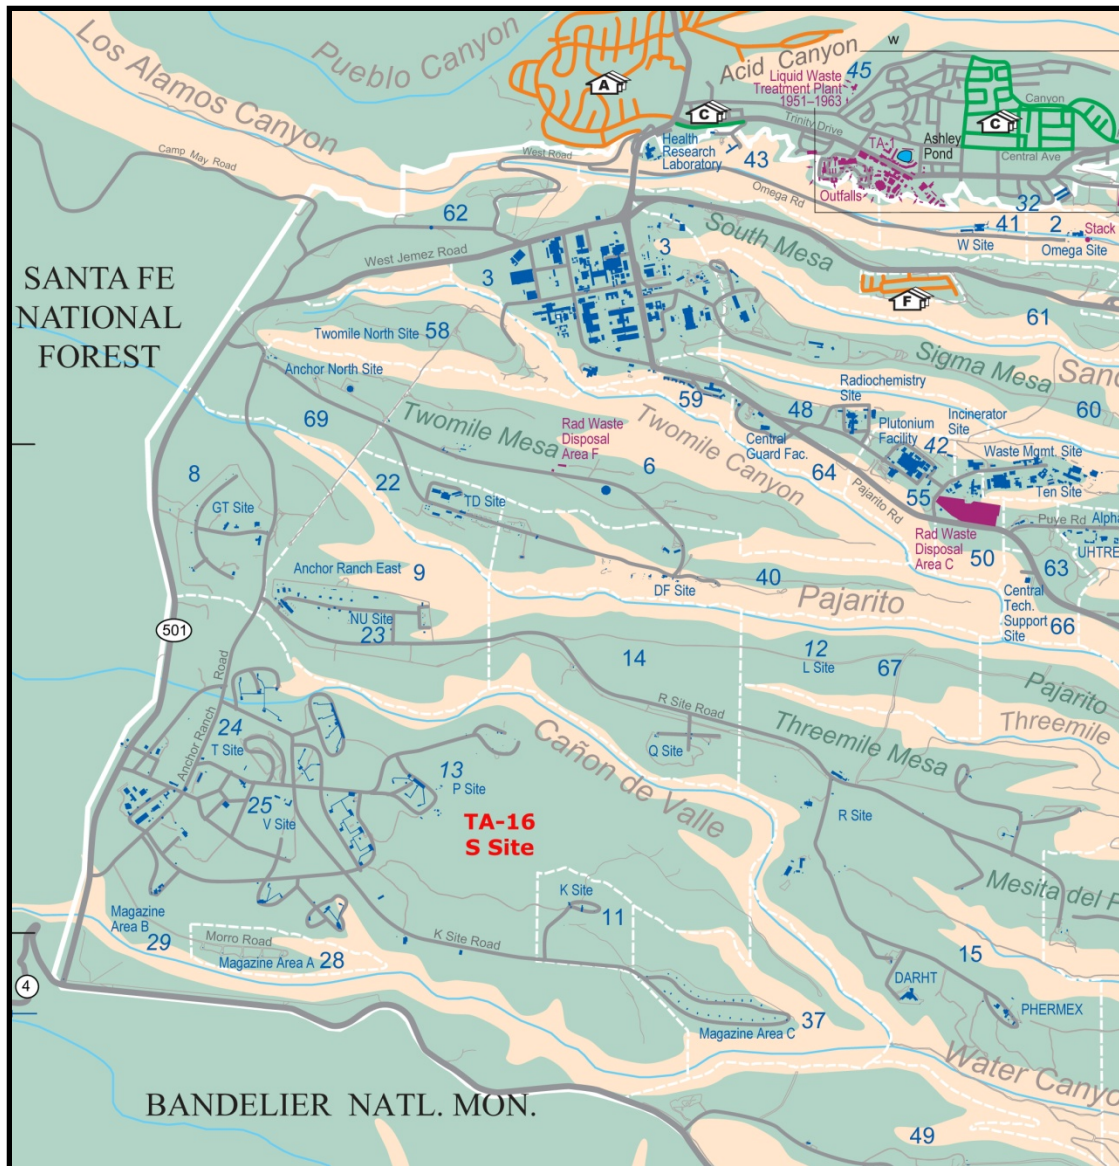 Los Alamos Canyon
Pueblo Canyon
Acid Canyon
W
45
Liquid Waste
Treatment Plant
1951–1963
A
C
C
Canyon
Trinity Drive
Central Ave
TA-1
Ashley
Pond
Outfalls
Health
Research
Laboratory
43
West Road
Camp May Road
Omega Rd
62
32
41
2
W Site
Stack
Omega Site
South Mesa
West Jemez Road
3
3
F
61
SANTA FE
NATIONAL
FOREST
Twomile North Site
58
Anchor North Site
Sigma Mesa
Sand
60
59
48
Radiochemistry
Site
Incinerator
Site
Plutonium
Facility
42
Waste Mgmt. Site
Ten Site
Central
Guard Fac.
Twomile Mesa
Twomile Canyon
Rad Waste
Disposal
Area F
6
64
69
22
8
GT Site
TD Site
55
Pajarito Rd
Puye Rd
Alpha
UHTRE
Rad Waste
Disposal
Area C
50
63
Central
Tech.
Support
Site
66
Anchor Ranch East
9
DF Site
40
Pajarito
NU Site
23
501
14
12
L Site
67
Pajarito
R Site Road
Threemile Mesa
Threemile
Anchor Ranch
Road
24
T Site
Q Site
Cañon de Valle
13
P Site
25
V Site
TA-16
S Site
R Site
Mesita del P
K Site
11
Magazine
Area B
29
Morro Road
Magazine Area A
28
K Site Road
15
DARHT
PHERMEX
4
Magazine Area C
37
Water Canyo
BANDELIER NATL. MON.
49